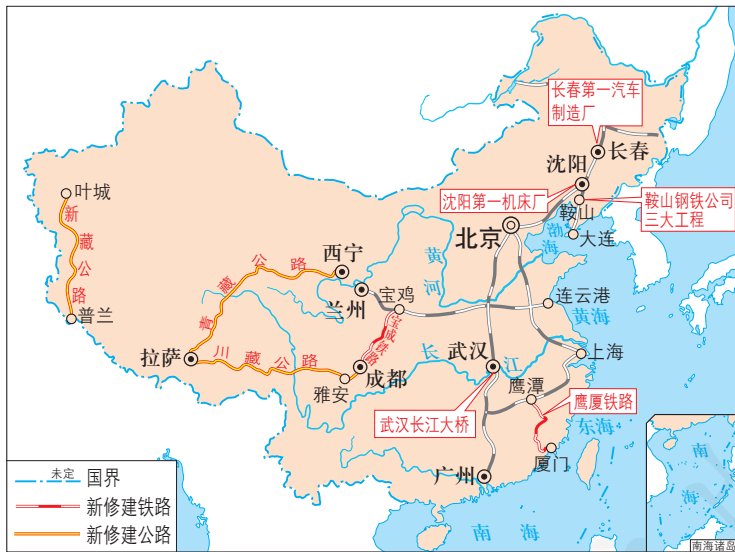 长春第一汽车
制造厂
长春
沈阳
叶城
沈阳第一机床厂
鞍山
鞍山钢铁公司
三大工程
新藏公路
北京
渤海
大连
西宁
黄河
青藏公路
兰州
宝鸡
连云港
普兰
宝成铁路
黄海
拉萨
川藏公路
长江
武汉
上海
成都
雅安
鹰潭
鹰厦铁路
武汉长江大桥
东海
厦门
广州
南海
南海
未定
国界
新修建铁路
新修建公路
南海诸岛